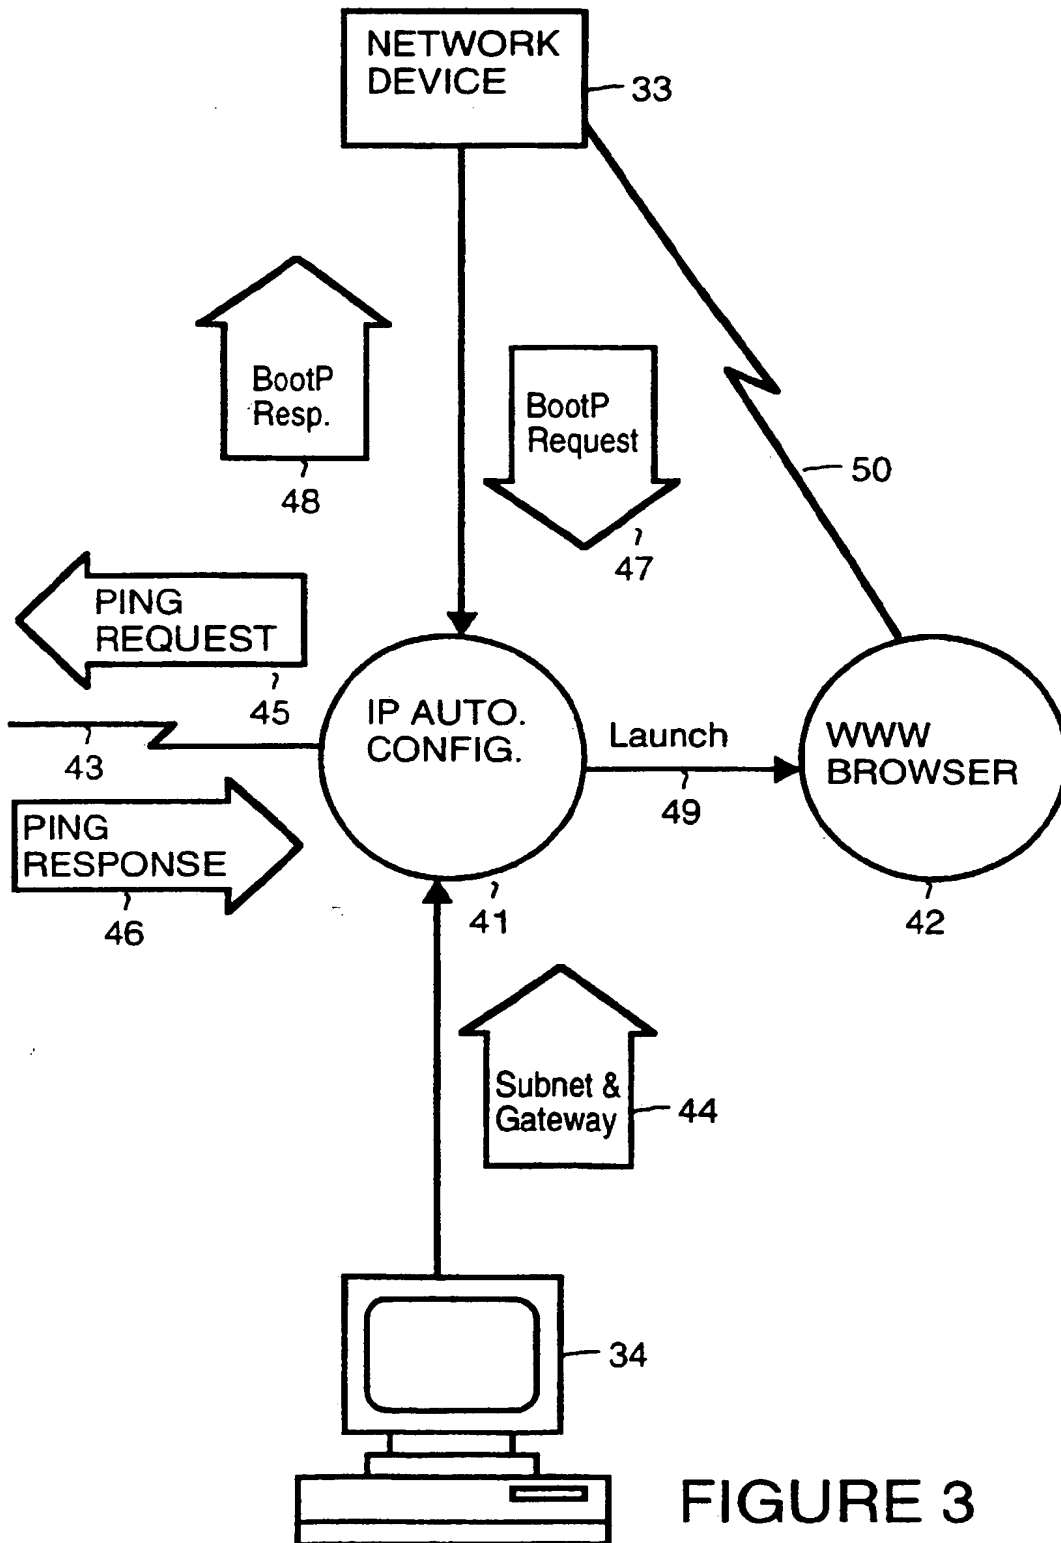 NETWORK
DEVICE
33
BootP
Resp.
48
BootP
Request
47
50
PING
REQUEST
45
43
PING
RESPONSE
46
IP AUTO.
CONFIG.
41
Launch
49
WWW
BROWSER
42
Subnet &
Gateway
44
34
FIGURE 3